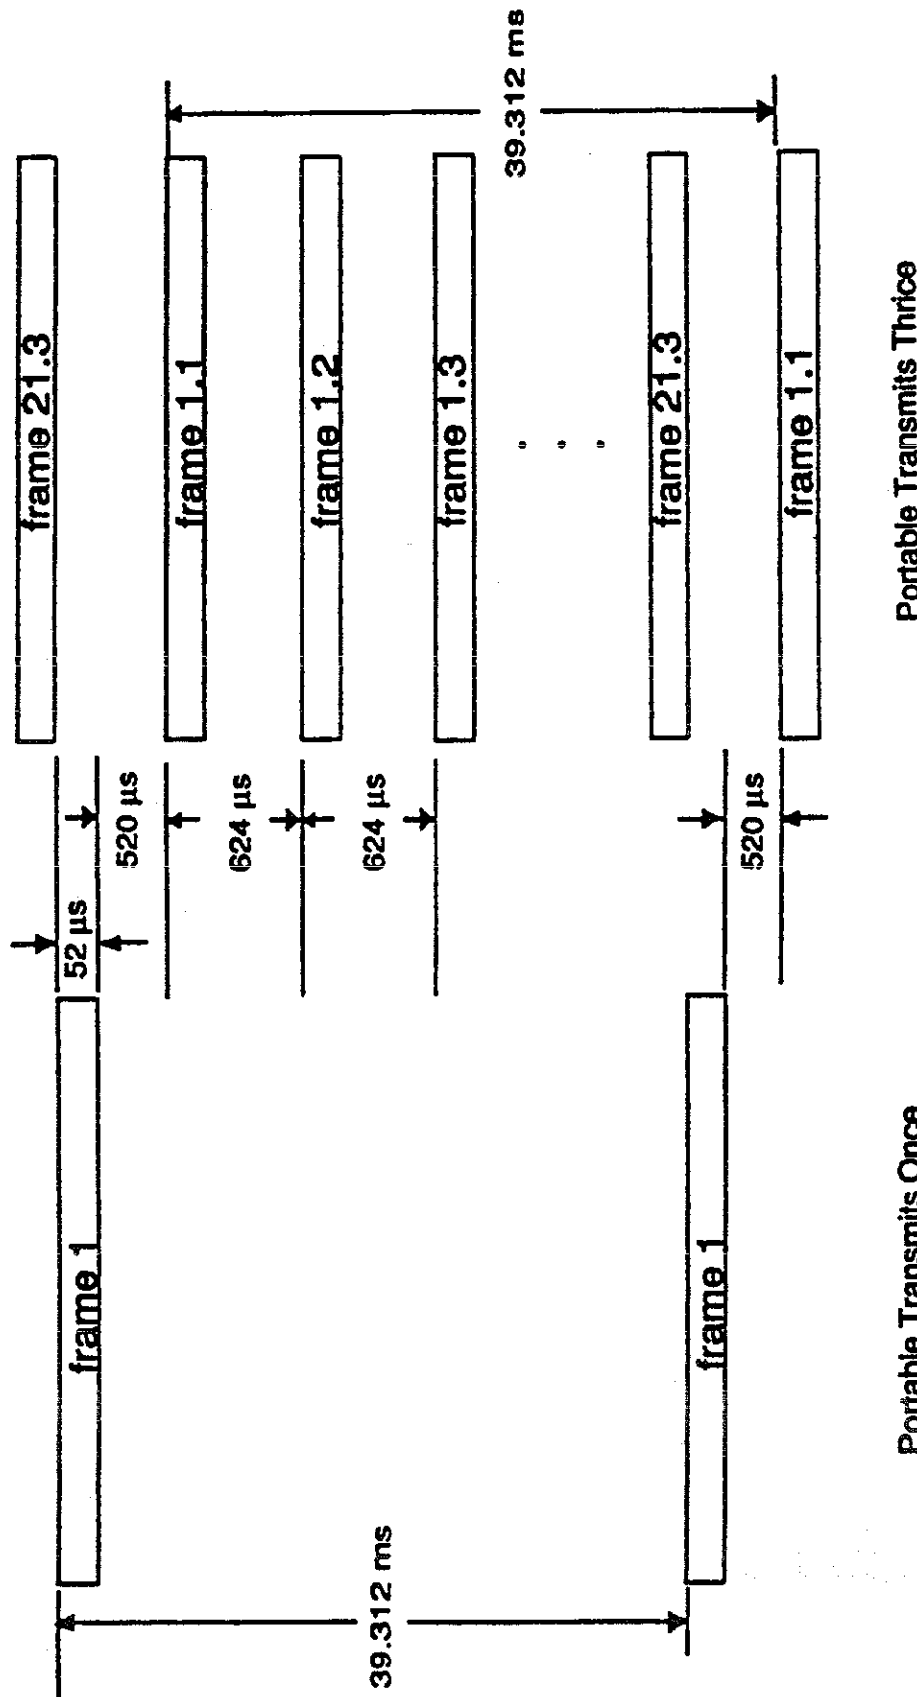 39.312 ms
frame 1
frame 1
Portable Transmits Once
52 µs
520 µs
624 µs
624 µs
520 µs
frame 21.3
frame 1.1
frame 1.2
frame 1.3
. . .
frame 21.3
frame 1.1
39.312 ms
Portable Transmits Thrice